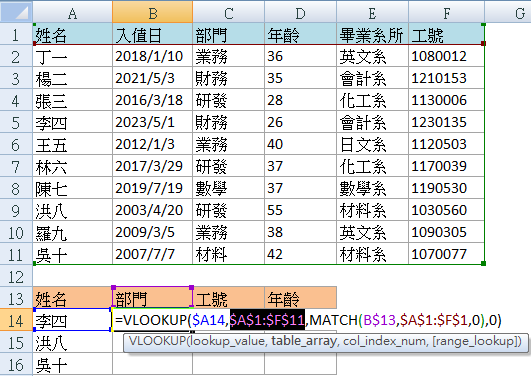 A B C D E F G
1 姓名 入值日 部門 年齡 畢業系所 工號
2 丁一 2018/1/10 業務 36 英文系 1080012
3 楊二 2021/5/3 財務 35 會計系 1210153
4 張三 2016/3/18 研發 28 化工系 1130006
5 李四 2023/5/1 財務 26 會計系 1230135
6 王五 2012/1/3 業務 40 日文系 1120503
7 林六 2017/3/29 研發 37 化工系 1170039
8 陳七 2019/7/19 數學 37 數學系 1190530
9 洪八 2003/4/20 研發 55 材料系 1030560
10 羅九 2009/3/5 業務 38 英文系 1090305
11 吳十 2007/7/7 材料 42 材料系 1070077
12
13 姓名 部門 工號 年齡
14 李四 =VLOOKUP($A14,$A$1:$F$11,MATCH(B$13,$A$1:$F$1,0),0)
15 洪八 VLOOKUP(lookup_value, table_array, col_index_num, [range_lookup])
16 吳十